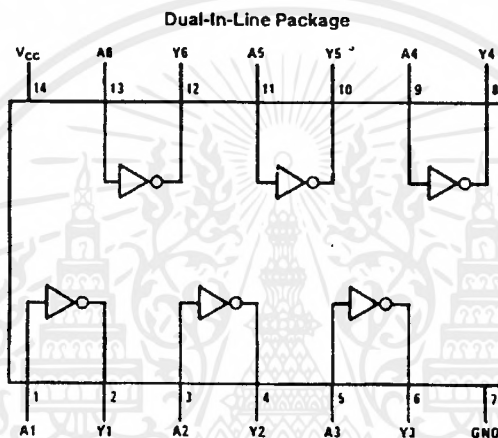 Dual-In-Line Package
VCC A6 Y6 A5 Y5 A4 Y4
14 13 12 11 10 9 8
1 2 3 4 5 6 7
A1 Y1 A2 Y2 A3 Y3 GND